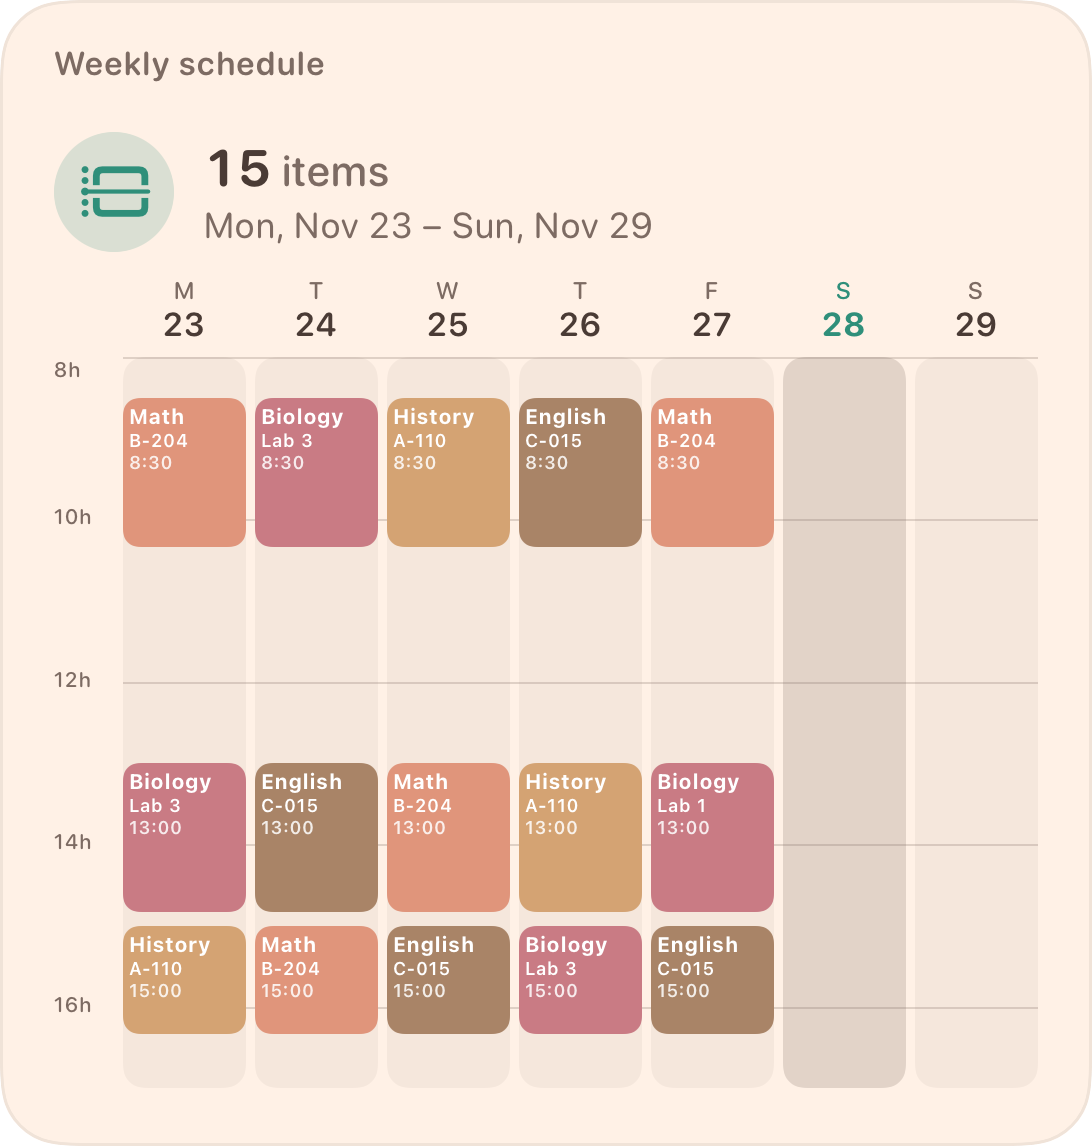 Weekly schedule
15 items
Mon, Nov 23 – Sun, Nov 29
M T W T F S S
23 24 25 26 27 28 29
8h
Math Biology History English Math
B-204 Lab 3 A-110 C-015 B-204
8:30 8:30 8:30 8:30 8:30
10h
12h
Biology English Math History Biology
Lab 3 C-015 B-204 A-110 Lab 1
13:00 13:00 13:00 13:00 13:00
14h
History Math English Biology English
A-110 B-204 C-015 Lab 3 C-015
15:00 15:00 15:00 15:00 15:00
16h